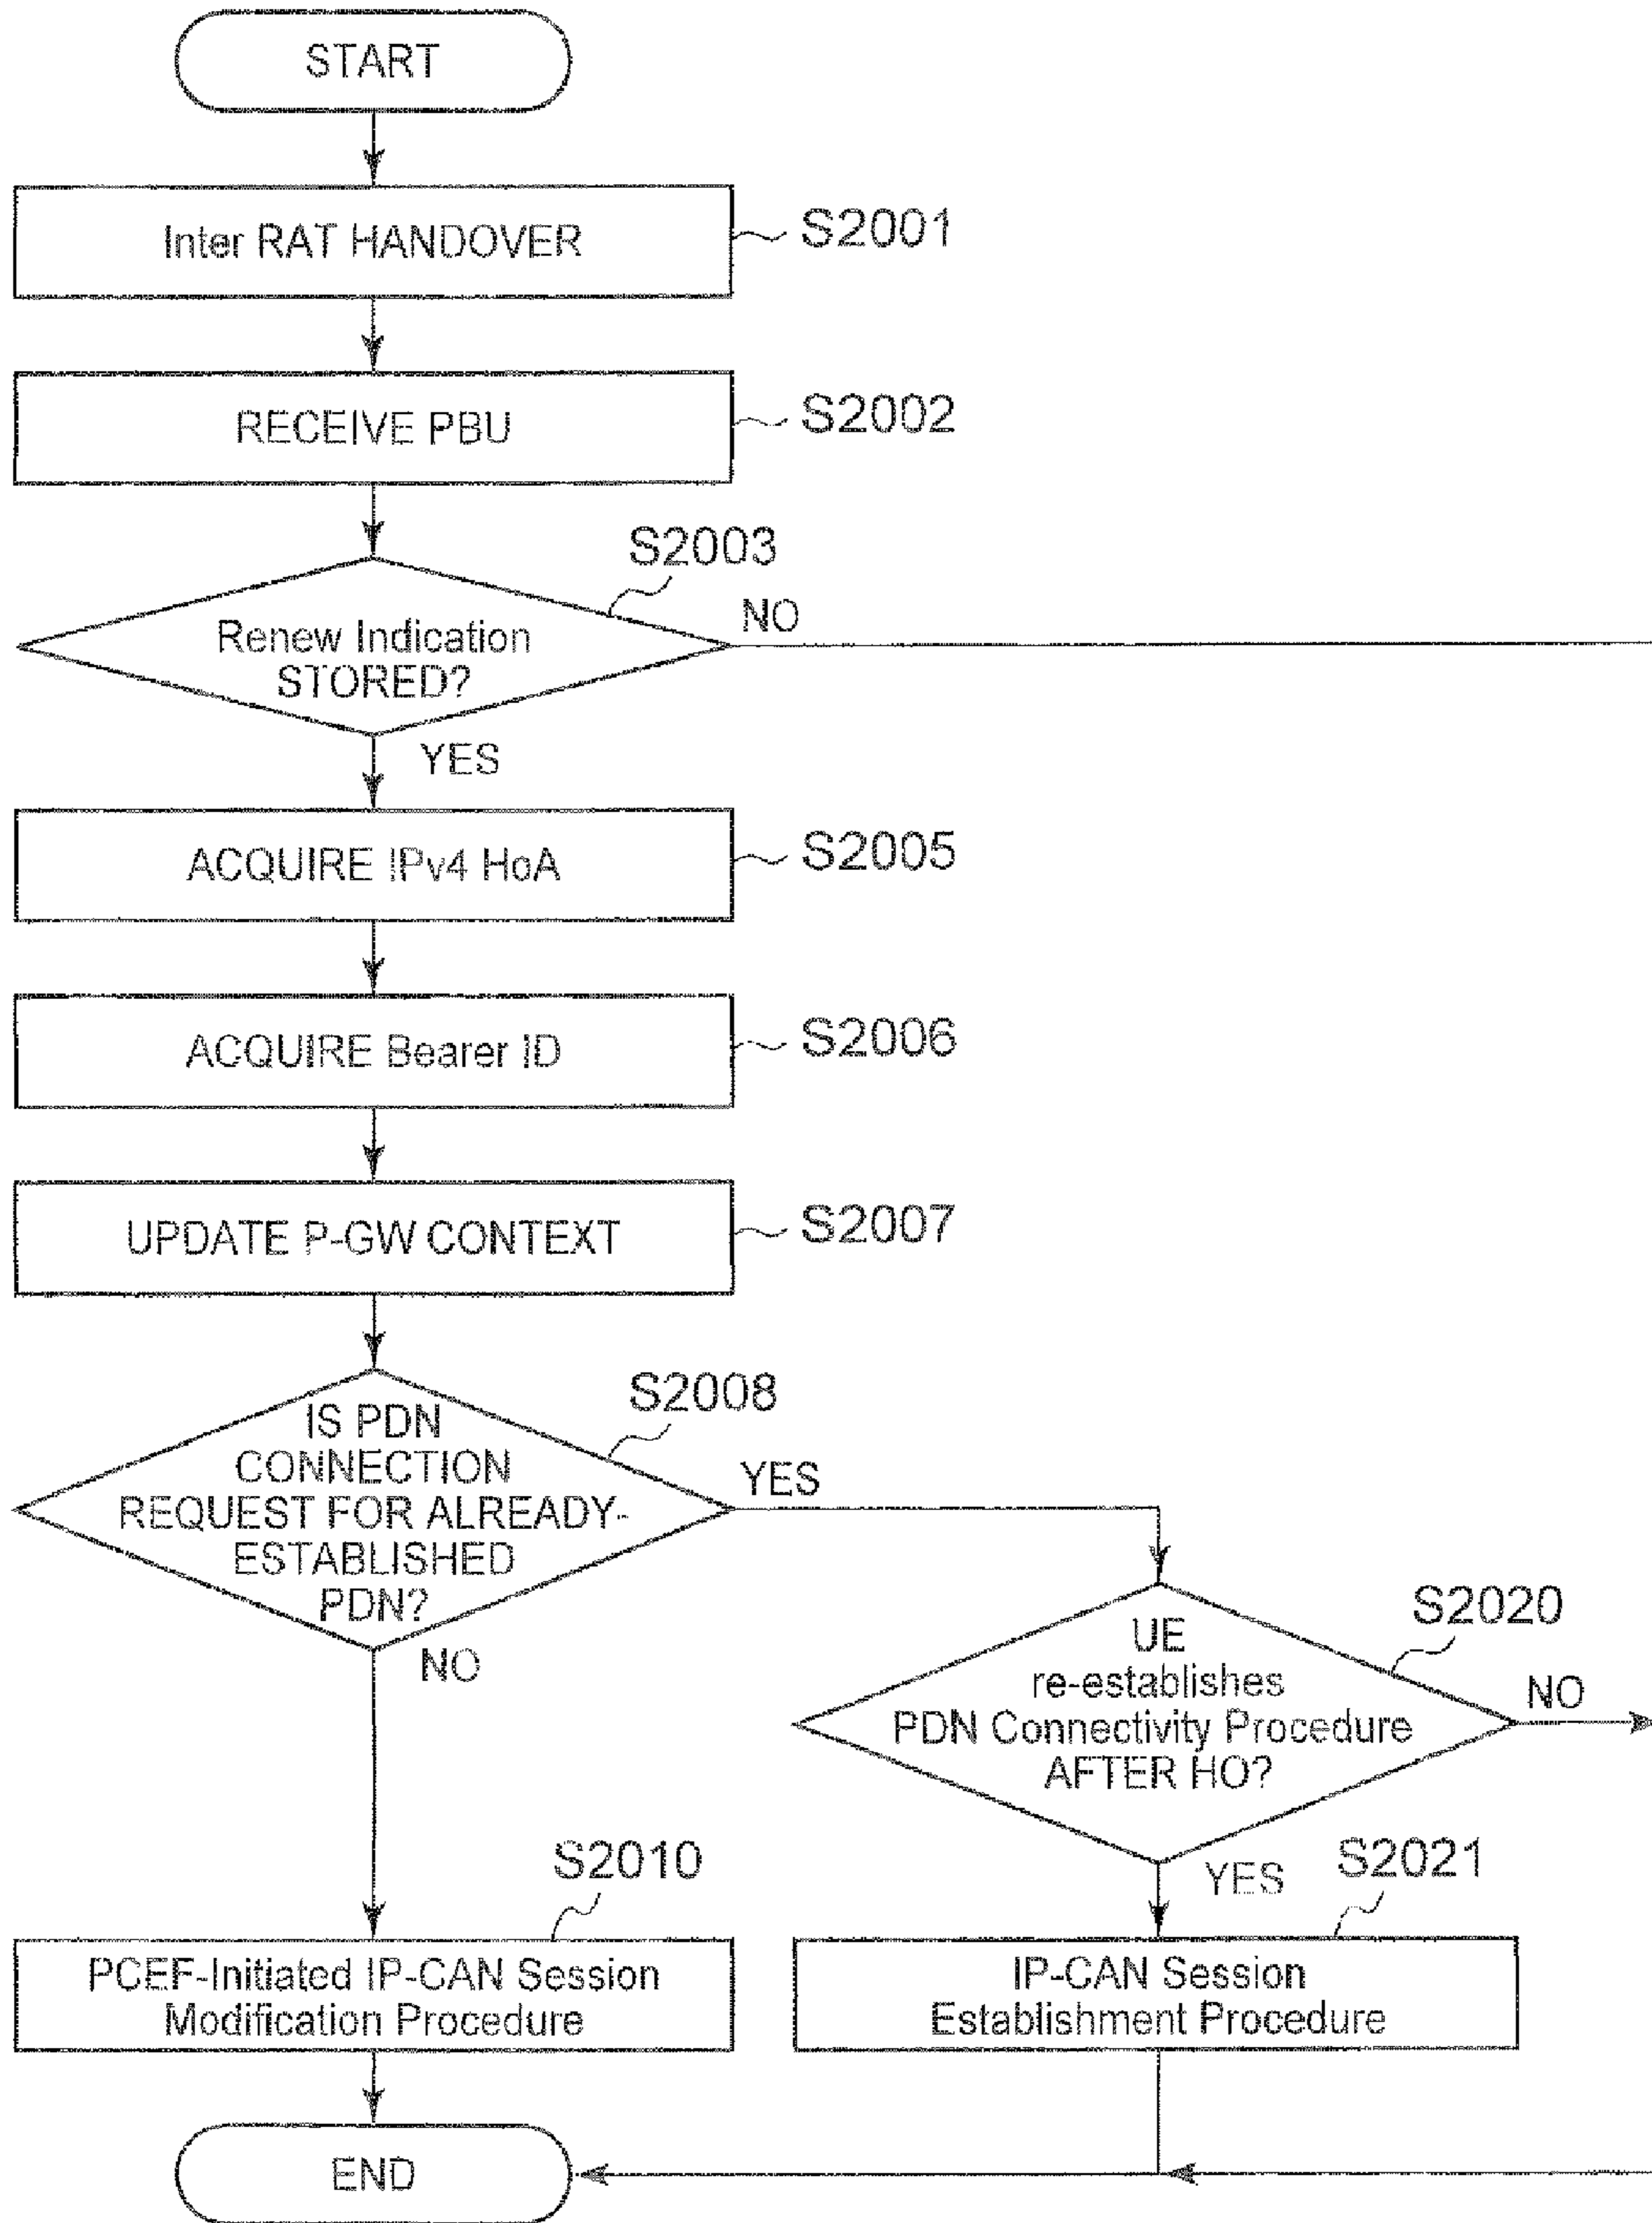 START
Inter RAT HANDOVER
S2001
RECEIVE PBU
S2002
S2003
Renew Indication
STORED?
NO
YES
ACQUIRE IPv4 HoA
S2005
ACQUIRE Bearer ID
S2006
UPDATE P-GW CONTEXT
S2007
S2008
IS PDN
CONNECTION
REQUEST FOR ALREADY-
ESTABLISHED
PDN?
YES
NO
S2020
UE
re-establishes
PDN Connectivity Procedure
AFTER HO?
NO
YES
S2010
PCEF-Initiated IP-CAN Session
Modification Procedure
S2021
IP-CAN Session
Establishment Procedure
END